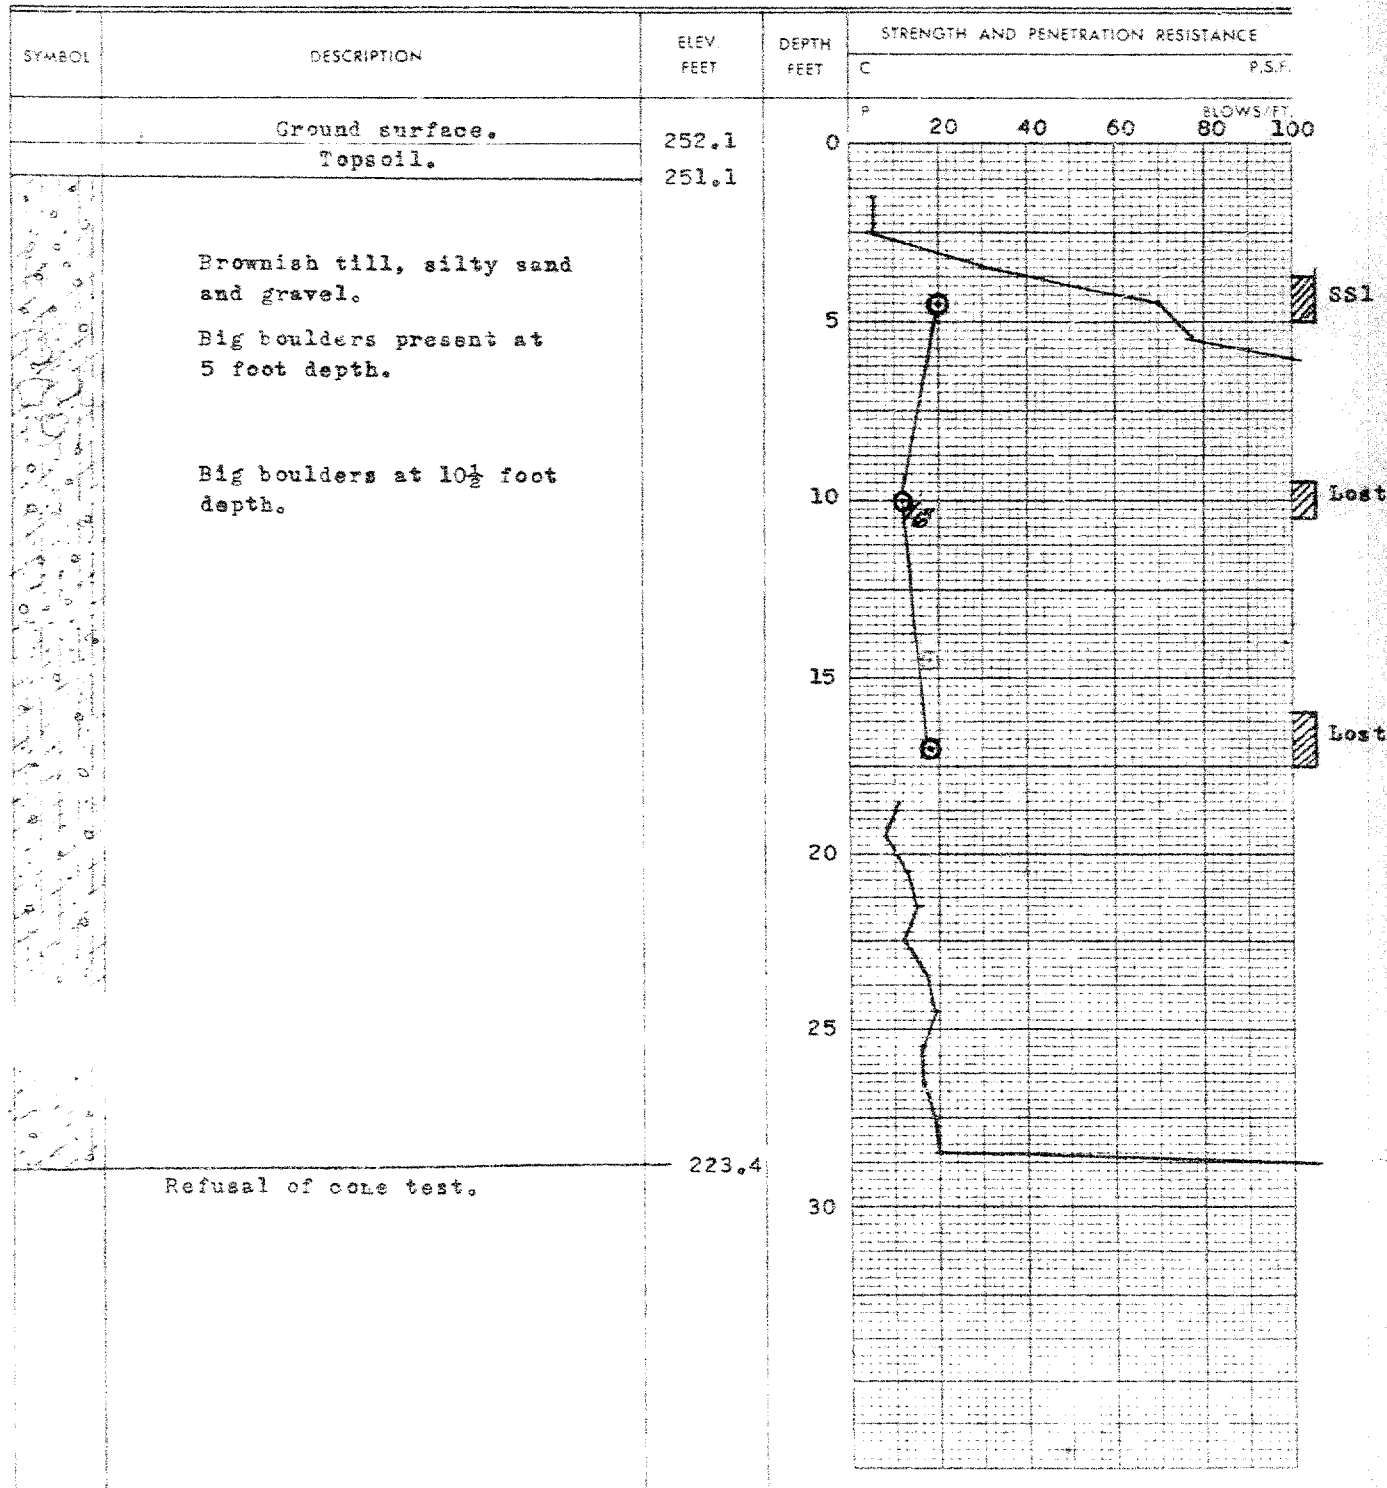 SYMBOL DESCRIPTION ELEV. FEET DEPTH FEET STRENGTH AND PENETRATION RESISTANCE
C P.S.F.
P BLOWS/FT.
20 40 60 80 100
Ground surface. 252.1 0
Topsoil. 251.1
Brownish till, silty sand
and gravel.
SS1
5
Big boulders present at
5 foot depth.
Big boulders at 10½ foot
depth.
10 Lost
15
Lost
20
25
223.4
Refusal of cone test.
30